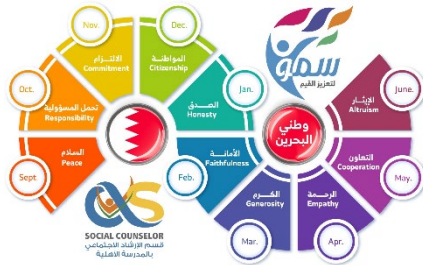 Nov.
Dec.
الالتزام
Commitment
المواطنة
Citizenship
سمو
لتعزيز القيم
Oct.
تحمل المسؤولية
Responsibility
الصدق
Honesty
Jan.
الإيثار
Altruism
June.
السلام
Peace
Sept
وطني
البحرين
الأمانة
Faithfulness
Feb.
التعاون
Cooperation
May.
الكرم
Generosity
Mar.
الرحمة
Empathy
Apr.
SOCIAL COUNSELOR
قسم الإرشاد الاجتماعي
بالمدرسة الاهلية